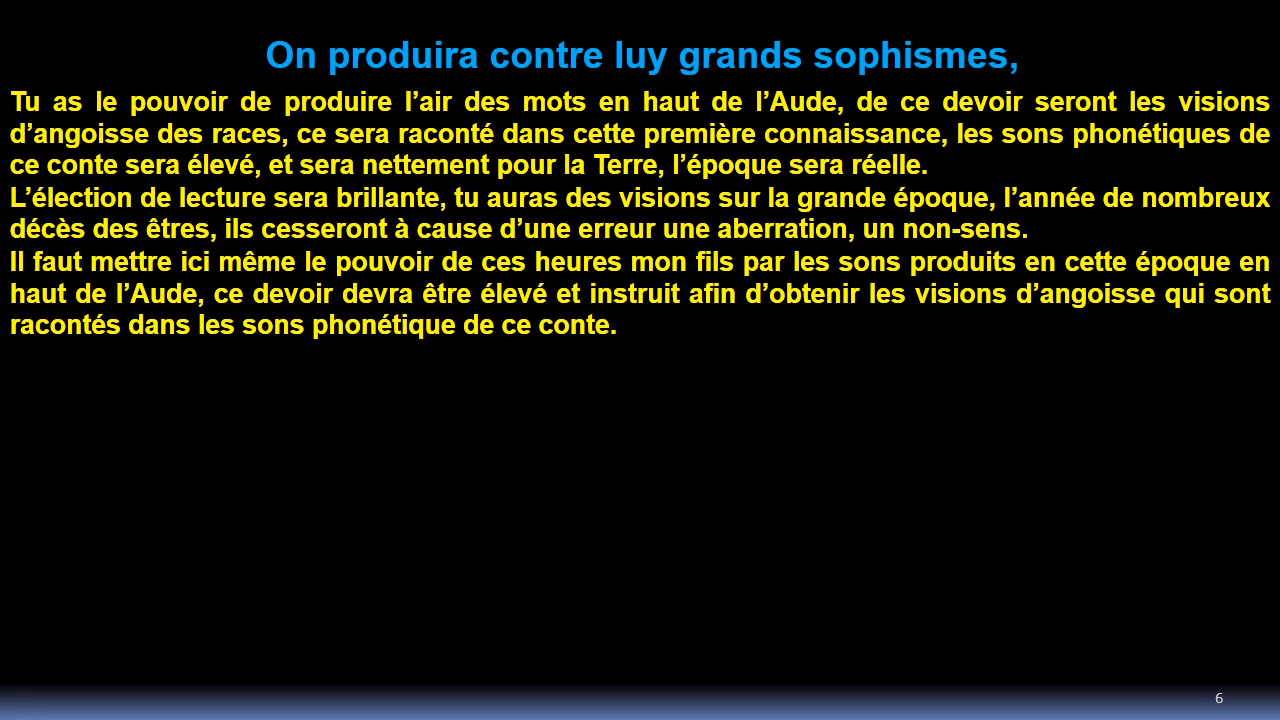 On produira contre luy grands sophismes,
Tu as le pouvoir de produire l’air des mots en haut de l’Aude, de ce devoir seront les visions
d’angoisse des races, ce sera raconté dans cette première connaissance, les sons phonétiques de
ce conte sera élevé, et sera nettement pour la Terre, l’époque sera réelle.
L’élection de lecture sera brillante, tu auras des visions sur la grande époque, l’année de nombreux
décès des êtres, ils cesseront à cause d’une erreur une aberration, un non-sens.
Il faut mettre ici même le pouvoir de ces heures mon fils par les sons produits en cette époque en
haut de l’Aude, ce devoir devra être élevé et instruit afin d’obtenir les visions d’angoisse qui sont
racontés dans les sons phonétique de ce conte.
6